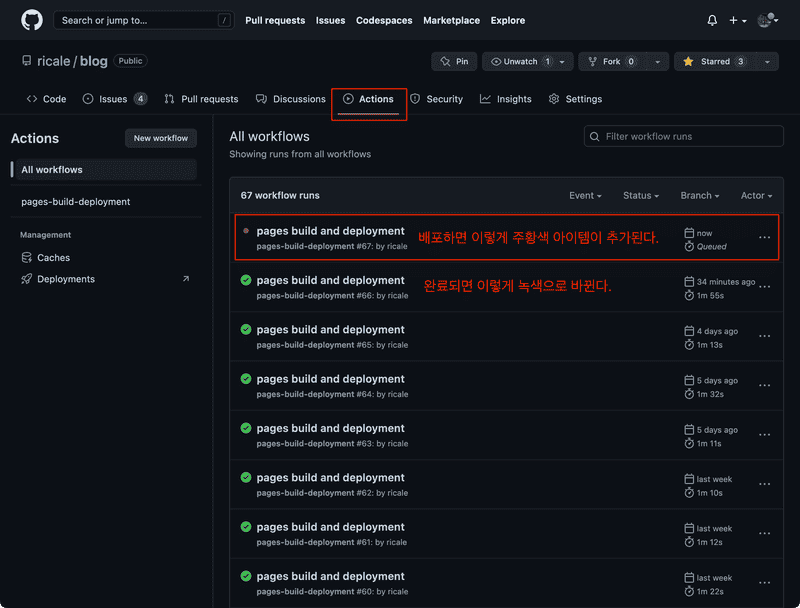 Search or jump to... /
Pull requests Issues Codespaces Marketplace Explore
ricale / blog Public
Pin Unwatch 1 Fork 0 Starred 3
Code Issues 4 Pull requests Discussions Actions Security Insights Settings
Actions New workflow
All workflows
pages-build-deployment
Management
Caches
Deployments
All workflows
Showing runs from all workflows
Filter workflow runs
67 workflow runs Event Status Branch Actor
pages build and deployment
pages-build-deployment #67: by ricale
배포하면 이렇게 주황색 아이템이 추가된다.
now
Queued
pages build and deployment
pages-build-deployment #66: by ricale
완료되면 이렇게 녹색으로 바뀐다.
34 minutes ago
1m 55s
pages build and deployment
pages-build-deployment #65: by ricale
4 days ago
1m 13s
pages build and deployment
pages-build-deployment #64: by ricale
5 days ago
1m 32s
pages build and deployment
pages-build-deployment #63: by ricale
5 days ago
1m 11s
pages build and deployment
pages-build-deployment #62: by ricale
last week
1m 10s
pages build and deployment
pages-build-deployment #61: by ricale
last week
1m 12s
pages build and deployment
pages-build-deployment #60: by ricale
last week
1m 22s